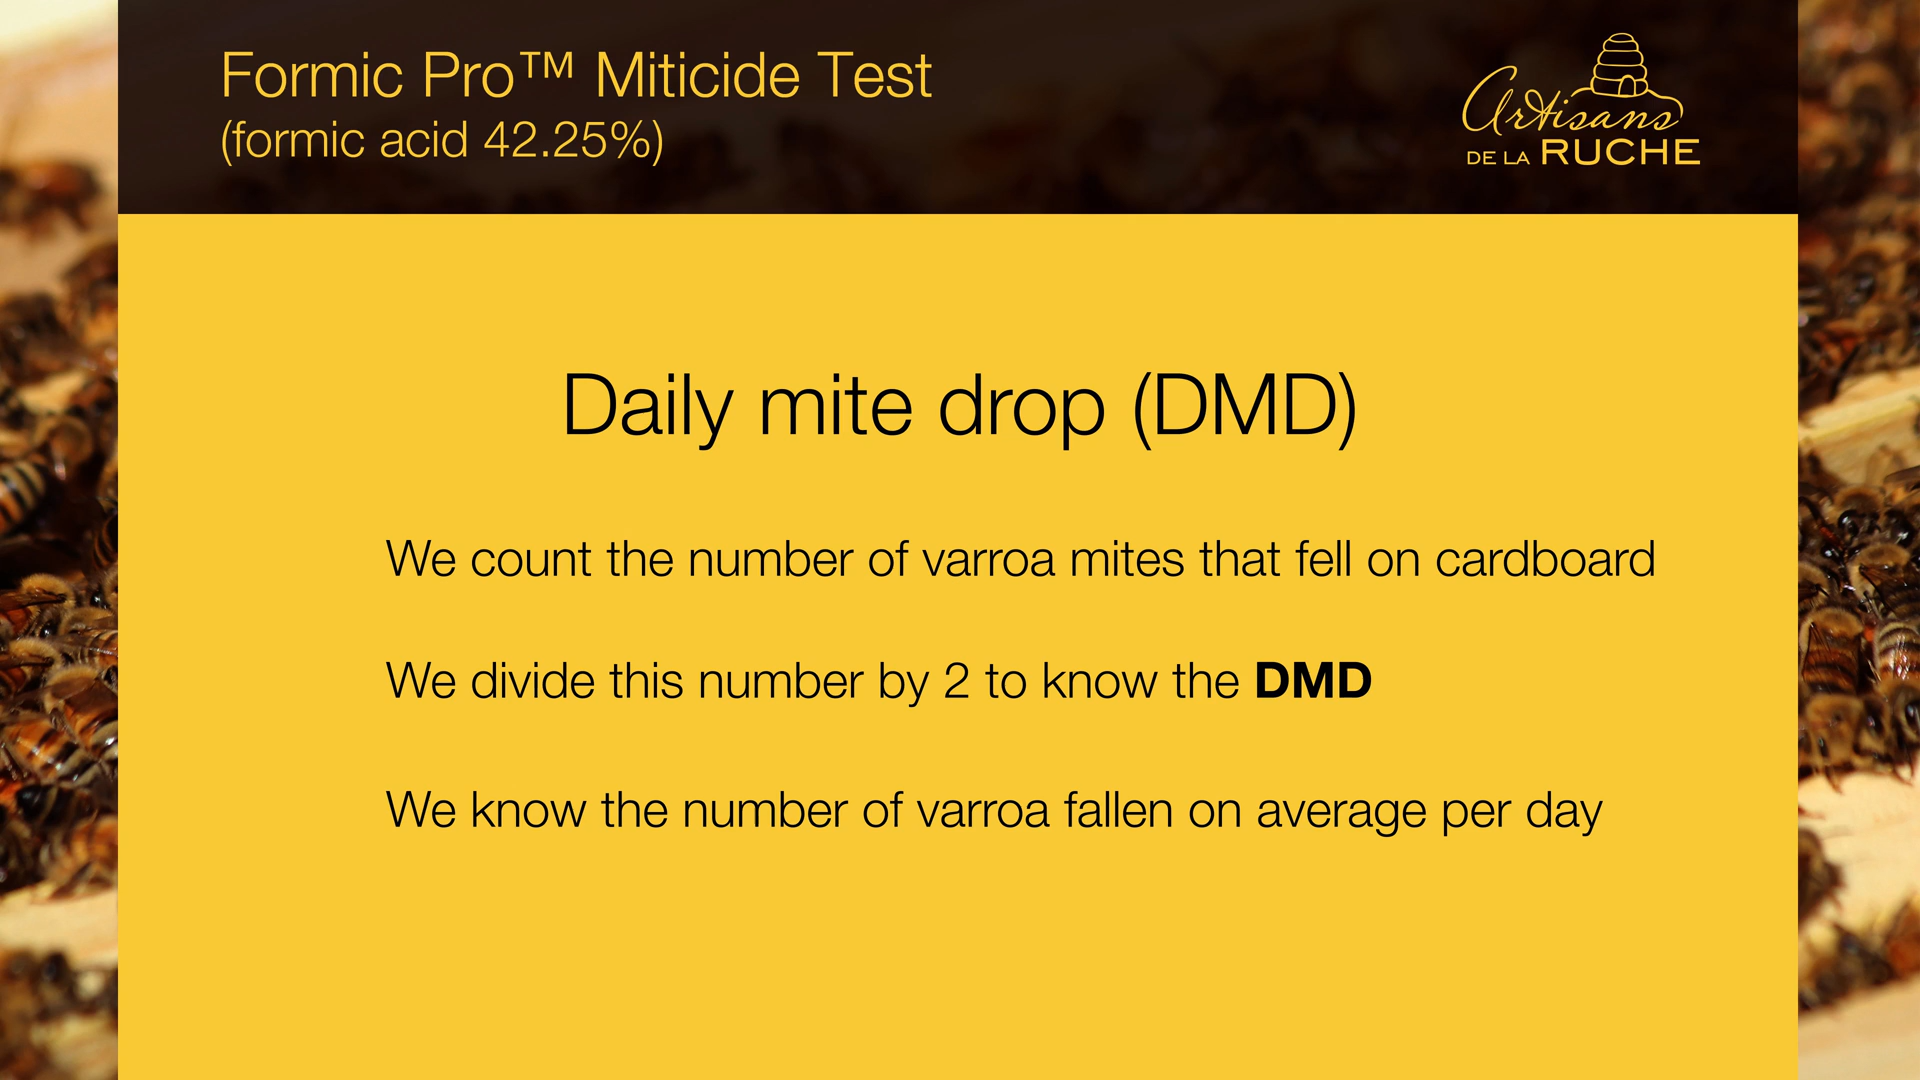 Formic Pro™ Miticide Test
(formic acid 42.25%)
Artisans
DE LA RUCHE
Daily mite drop (DMD)
We count the number of varroa mites that fell on cardboard
We divide this number by 2 to know the DMD
We know the number of varroa fallen on average per day